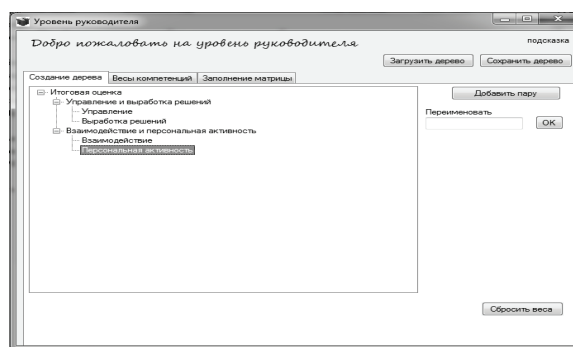 Уровень руководителя
Добро пожаловать на уровень руководителя
подсказка
Загрузить дерево
Сохранить дерево
Создание дерева
Весы компетенций
Заполнение матрицы
Итоговая оценка
Управление и выработка решений
Управление
Выработка решений
Взаимодействие и персональная активность
Взаимодействие
Персональная активность
Добавить пару
Переименовать
OK
Сбросить веса